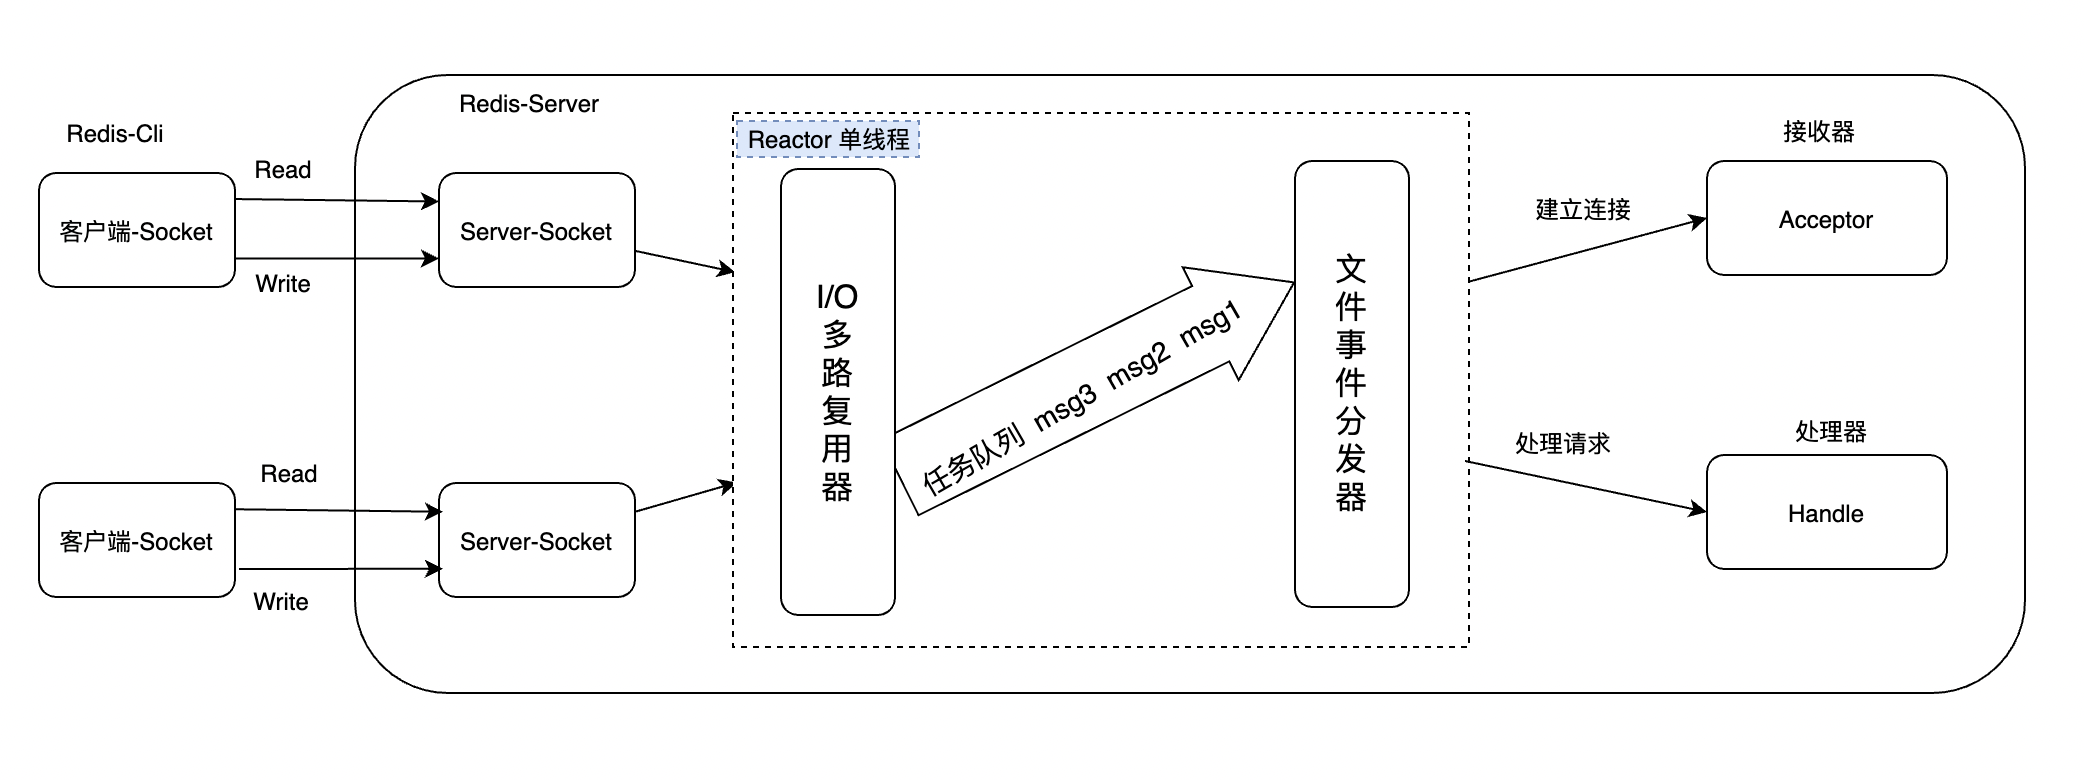 Redis-Cli
Redis-Server
Read
客户端-Socket
Write
Server-Socket
Read
客户端-Socket
Write
Server-Socket
Reactor 单线程
I/O
多
路
复
用
器
任务队列 msg3 msg2 msg1
文
件
事
件
分
发
器
建立连接
接收器
Acceptor
处理请求
处理器
Handle